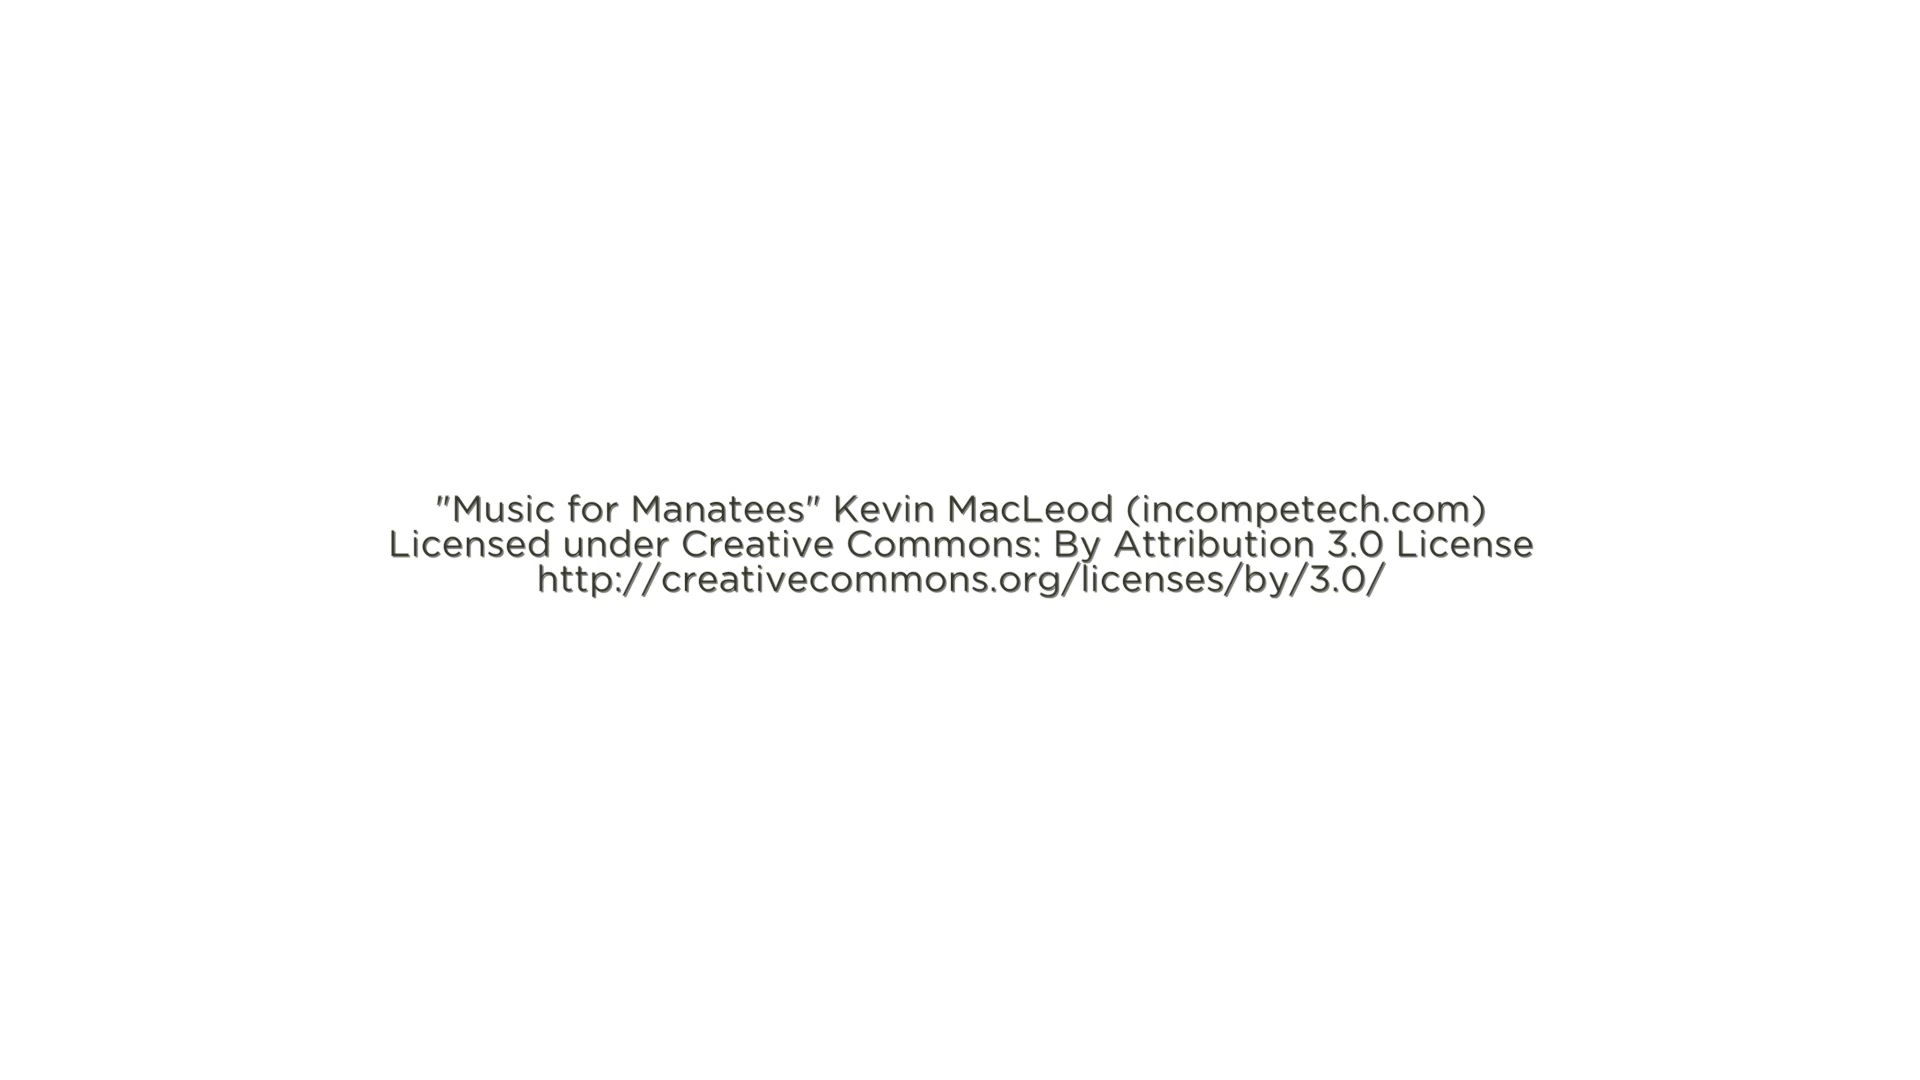 "Music for Manatees" Kevin MacLeod (incompetech.com)
Licensed under Creative Commons: By Attribution 3.0 License
http://creativecommons.org/licenses/by/3.0/